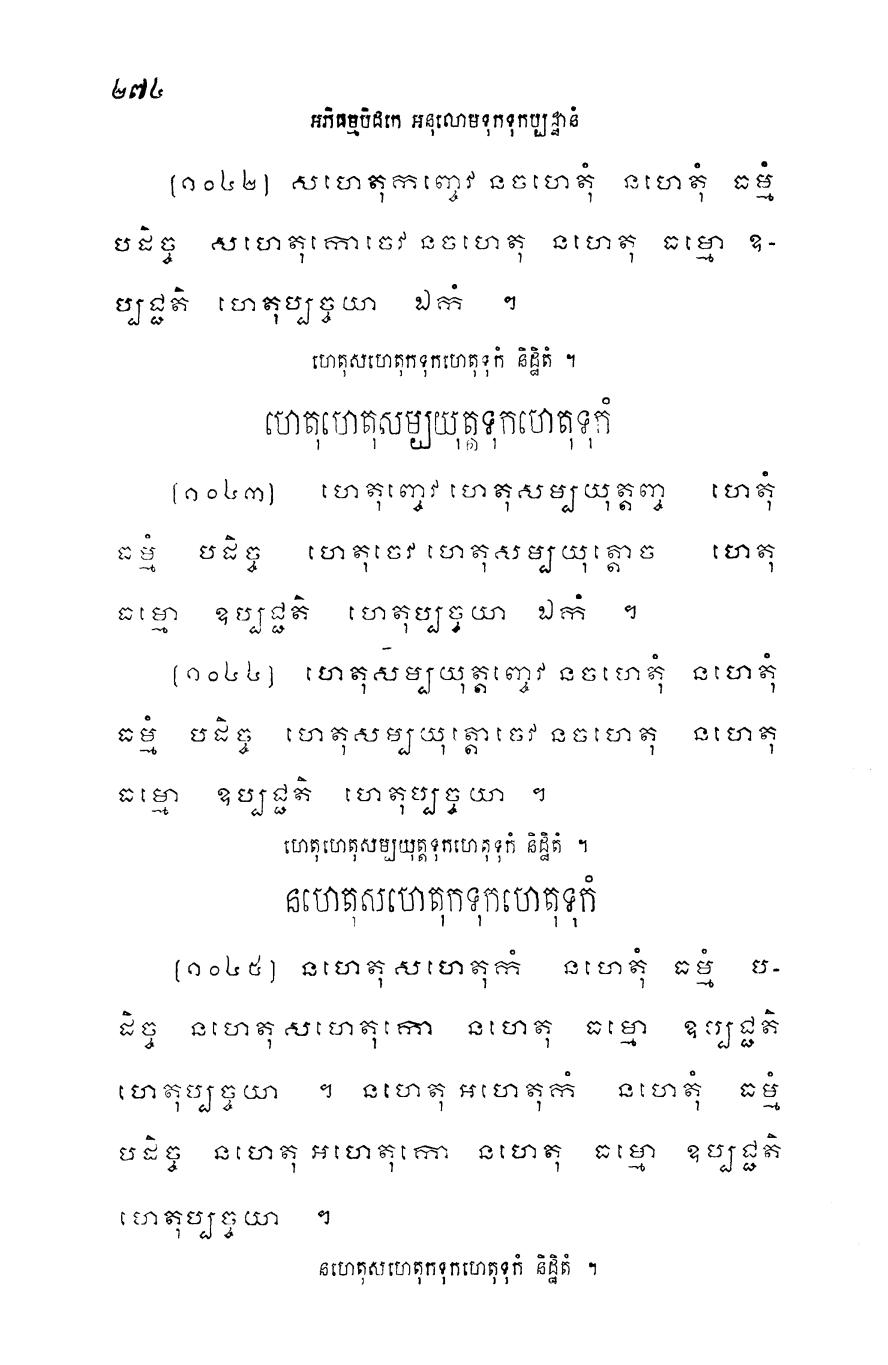 ២៧៤
អភិធម្មបិដកេ អនុលោមទុកទុកប្បដ្ឋានំ
[១០៤២] សហេតុកញ្ចេវ នចហេតុំ នហេតុំ ធម្មំ
បដិច្ច សហេតុកោចេវ នចហេតុ នហេតុ ធម្មោ ឧ-
ប្បជ្ជតិ ហេតុប្បច្ចយា ឯកំ ។
ហេតុសហេតុកទុកហេតុទុកំ និដ្ឋិតំ ។
ហេតុហេតុសម្បយុត្តទុកហេតុទុកំ
[១០៤៣] ហេតុញ្ចេវ ហេតុសម្បយុត្តញ្ច ហេតុំ
ធម្មំ បដិច្ច ហេតុចេវ ហេតុសម្បយុត្តោច ហេតុ
ធម្មោ ឧប្បជ្ជតិ ហេតុប្បច្ចយា ឯកំ ។
[១០៤៤] ហេតុសម្បយុត្តញ្ចេវ នចហេតុំ នហេតុំ
ធម្មំ បដិច្ច ហេតុសម្បយុត្តោចេវ នចហេតុ នហេតុ
ធម្មោ ឧប្បជ្ជតិ ហេតុប្បច្ចយា ។
ហេតុហេតុសម្បយុត្តទុកហេតុទុកំ និដ្ឋិតំ ។
នហេតុសហេតុកទុកហេតុទុកំ
[១០៤៥] នហេតុសហេតុកំ នហេតុំ ធម្មំ ប-
ដិច្ច នហេតុសហេតុកោ នហេតុ ធម្មោ ឧប្បជ្ជតិ
ហេតុប្បច្ចយា ។ នហេតុអហេតុកំ នហេតុំ ធម្មំ
បដិច្ច នហេតុអហេតុកោ នហេតុ ធម្មោ ឧប្បជ្ជតិ
ហេតុប្បច្ចយា ។
នហេតុសហេតុកទុកហេតុទុកំ និដ្ឋិតំ ។